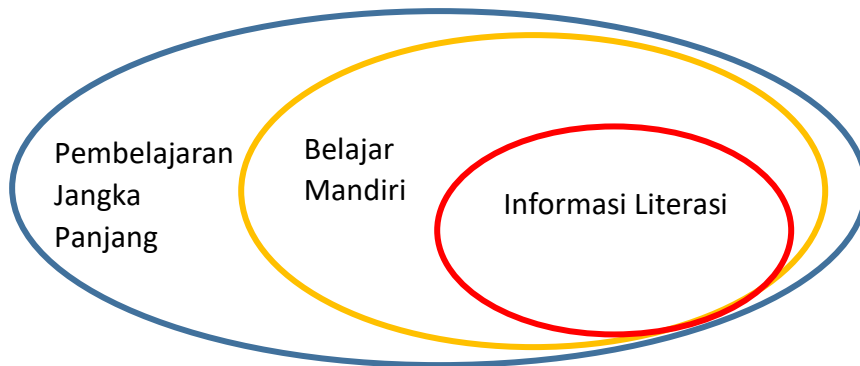 Pembelajaran
Jangka
Panjang
Belajar
Mandiri
Informasi Literasi